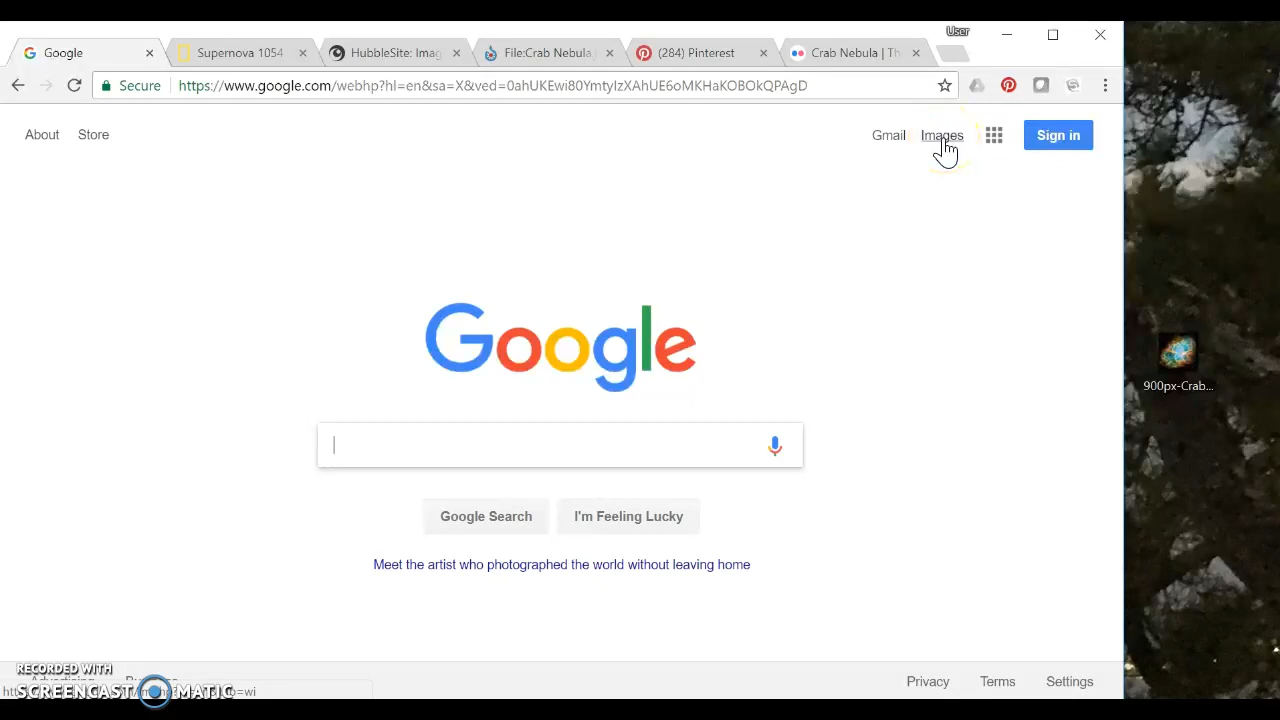 User
Google
Supernova 1054
HubbleSite: Imag
File:Crab Nebula.j
(284) Pinterest
Crab Nebula | Th
Secure
https://www.google.com/webhp?hl=en&sa=X&ved=0ahUKEwi80YmtyIzXAhUE6oMKHaKOBOkQPAgD
About
Store
Gmail
Images
Sign in
900px-Crab...
Google
Google Search
I'm Feeling Lucky
Meet the artist who photographed the world without leaving home
RECORDED WITH
SCREENCAST MATIC
Privacy
Terms
Settings